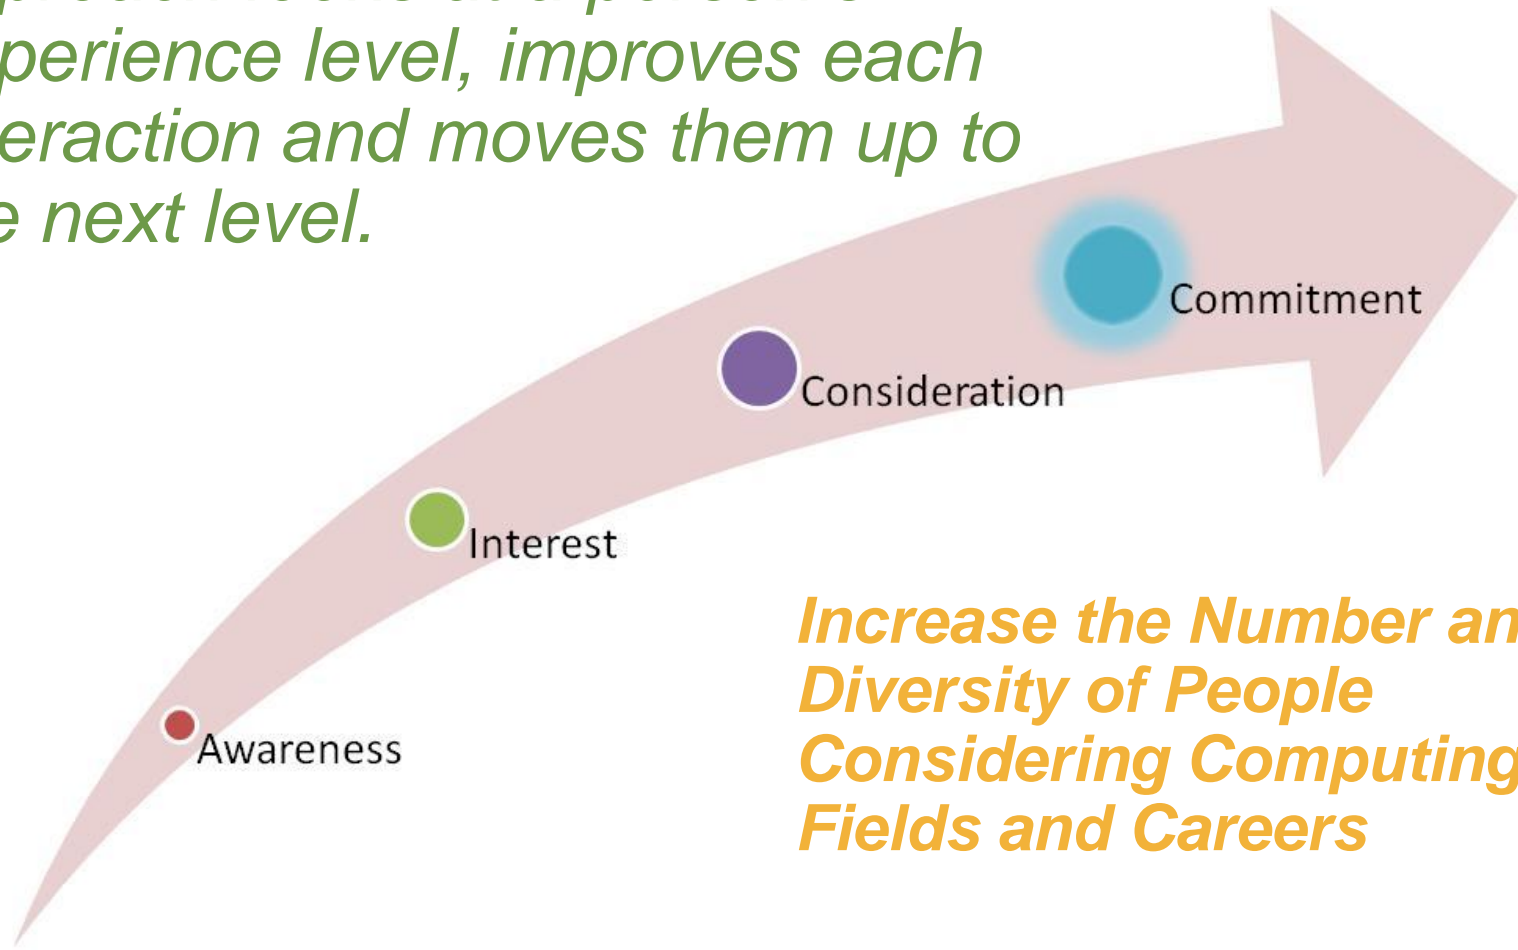 perience level, improves each
eraction and moves them up to
e next level.
Commitment
Consideration
Interest
Awareness
Increase the Number an
Diversity of People
Considering Computing
Fields and Careers